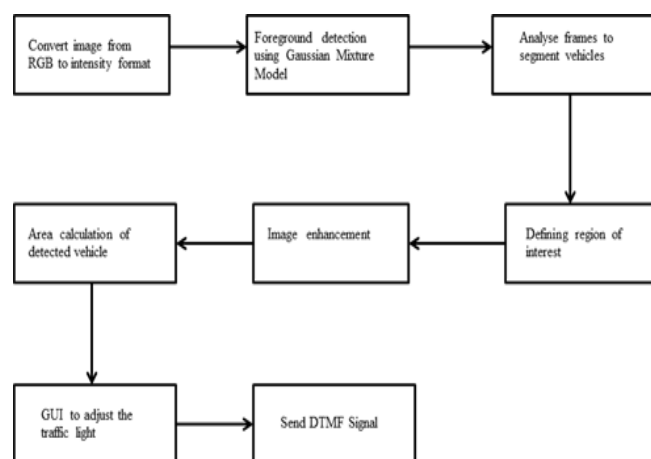 Convert image from
RGB to intensity format
Foreground detection
using Gaussian Mixture
Model
Analyse frames to
segment vehicles
Defining region of
interest
Image enhancement
Area calculation of
detected vehicle
GUI to adjust the
traffic light
Send DTMF Signal